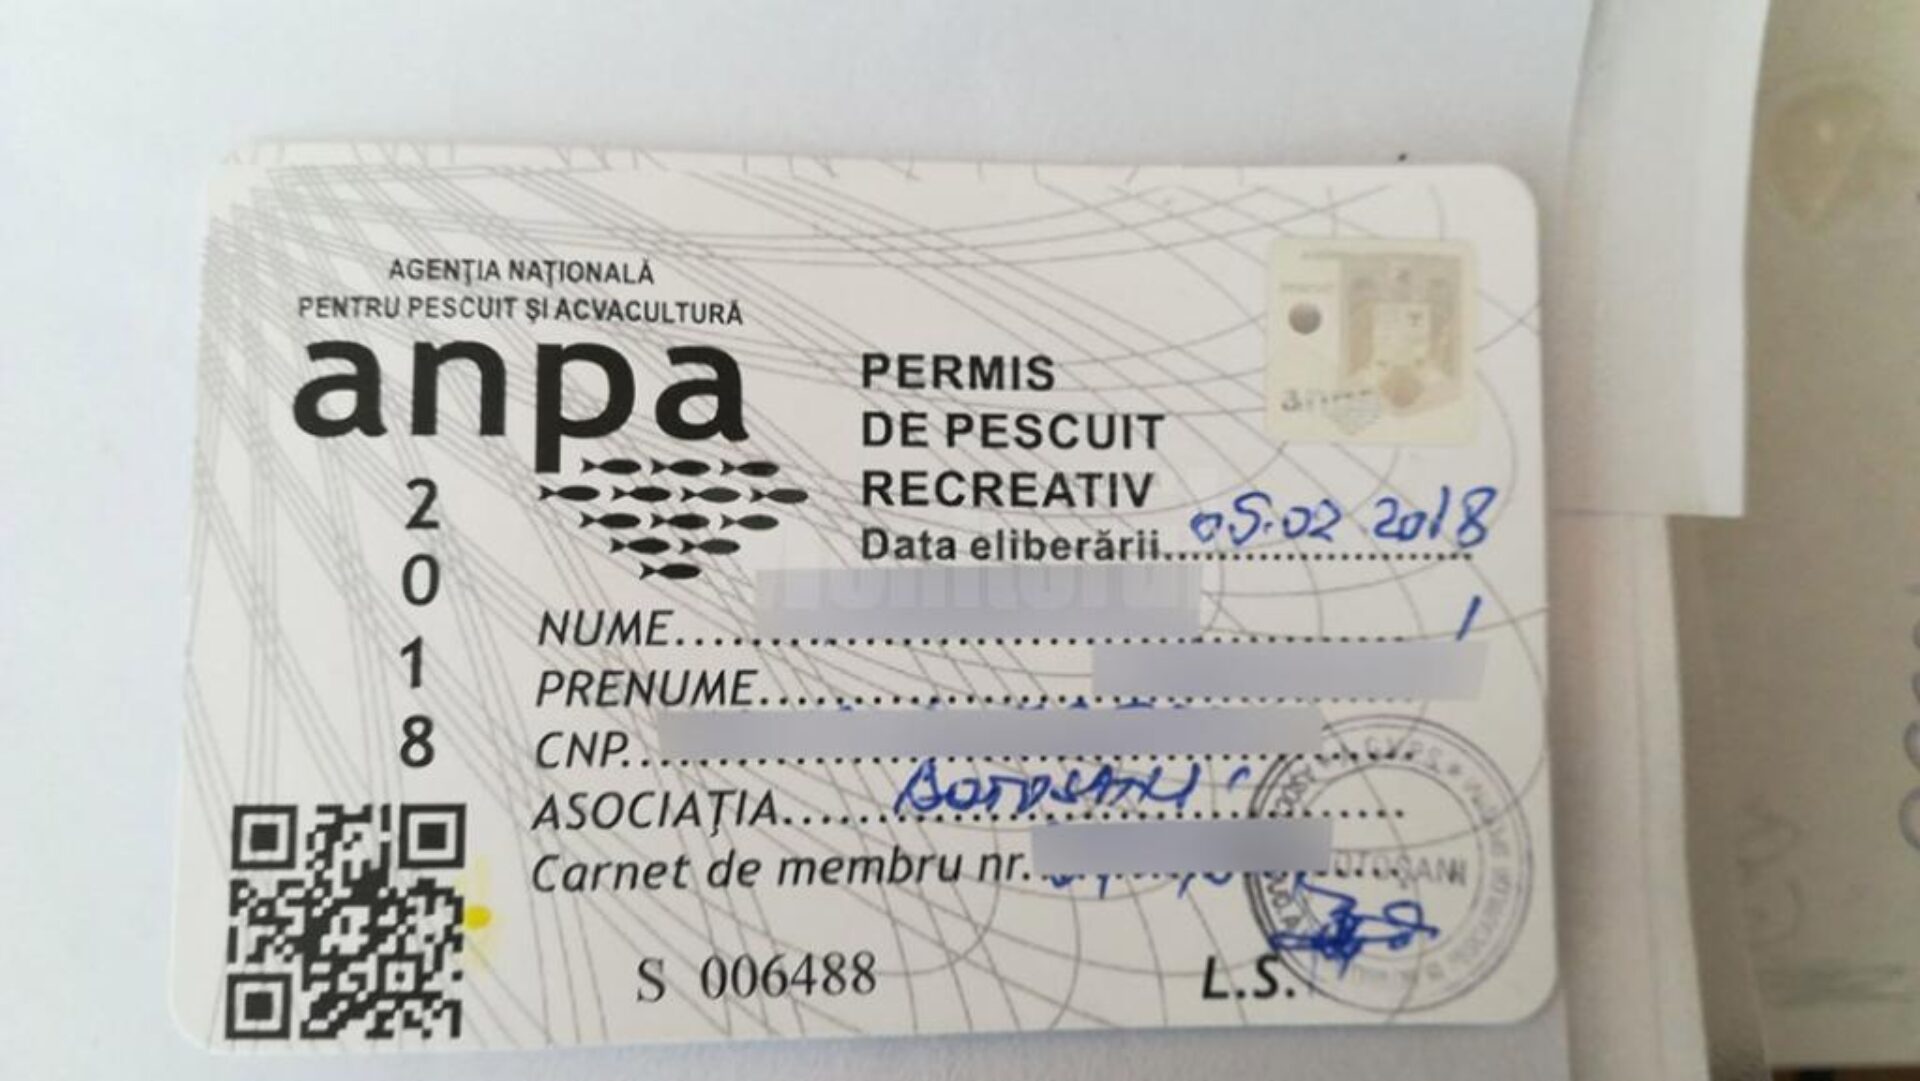 AGENȚIA NAȚIONALĂ
PENTRU PESCUIT ȘI ACVACULTURĂ
anpa
2
0
1
8
PERMIS
DE PESCUIT
RECREATIV
Data eliberării 05.02 2018
NUME
PRENUME
CNP.
ASOCIAȚIA BOTOSANI
Carnet de membru nr.
S 006488
L.S.
BOTOȘANI